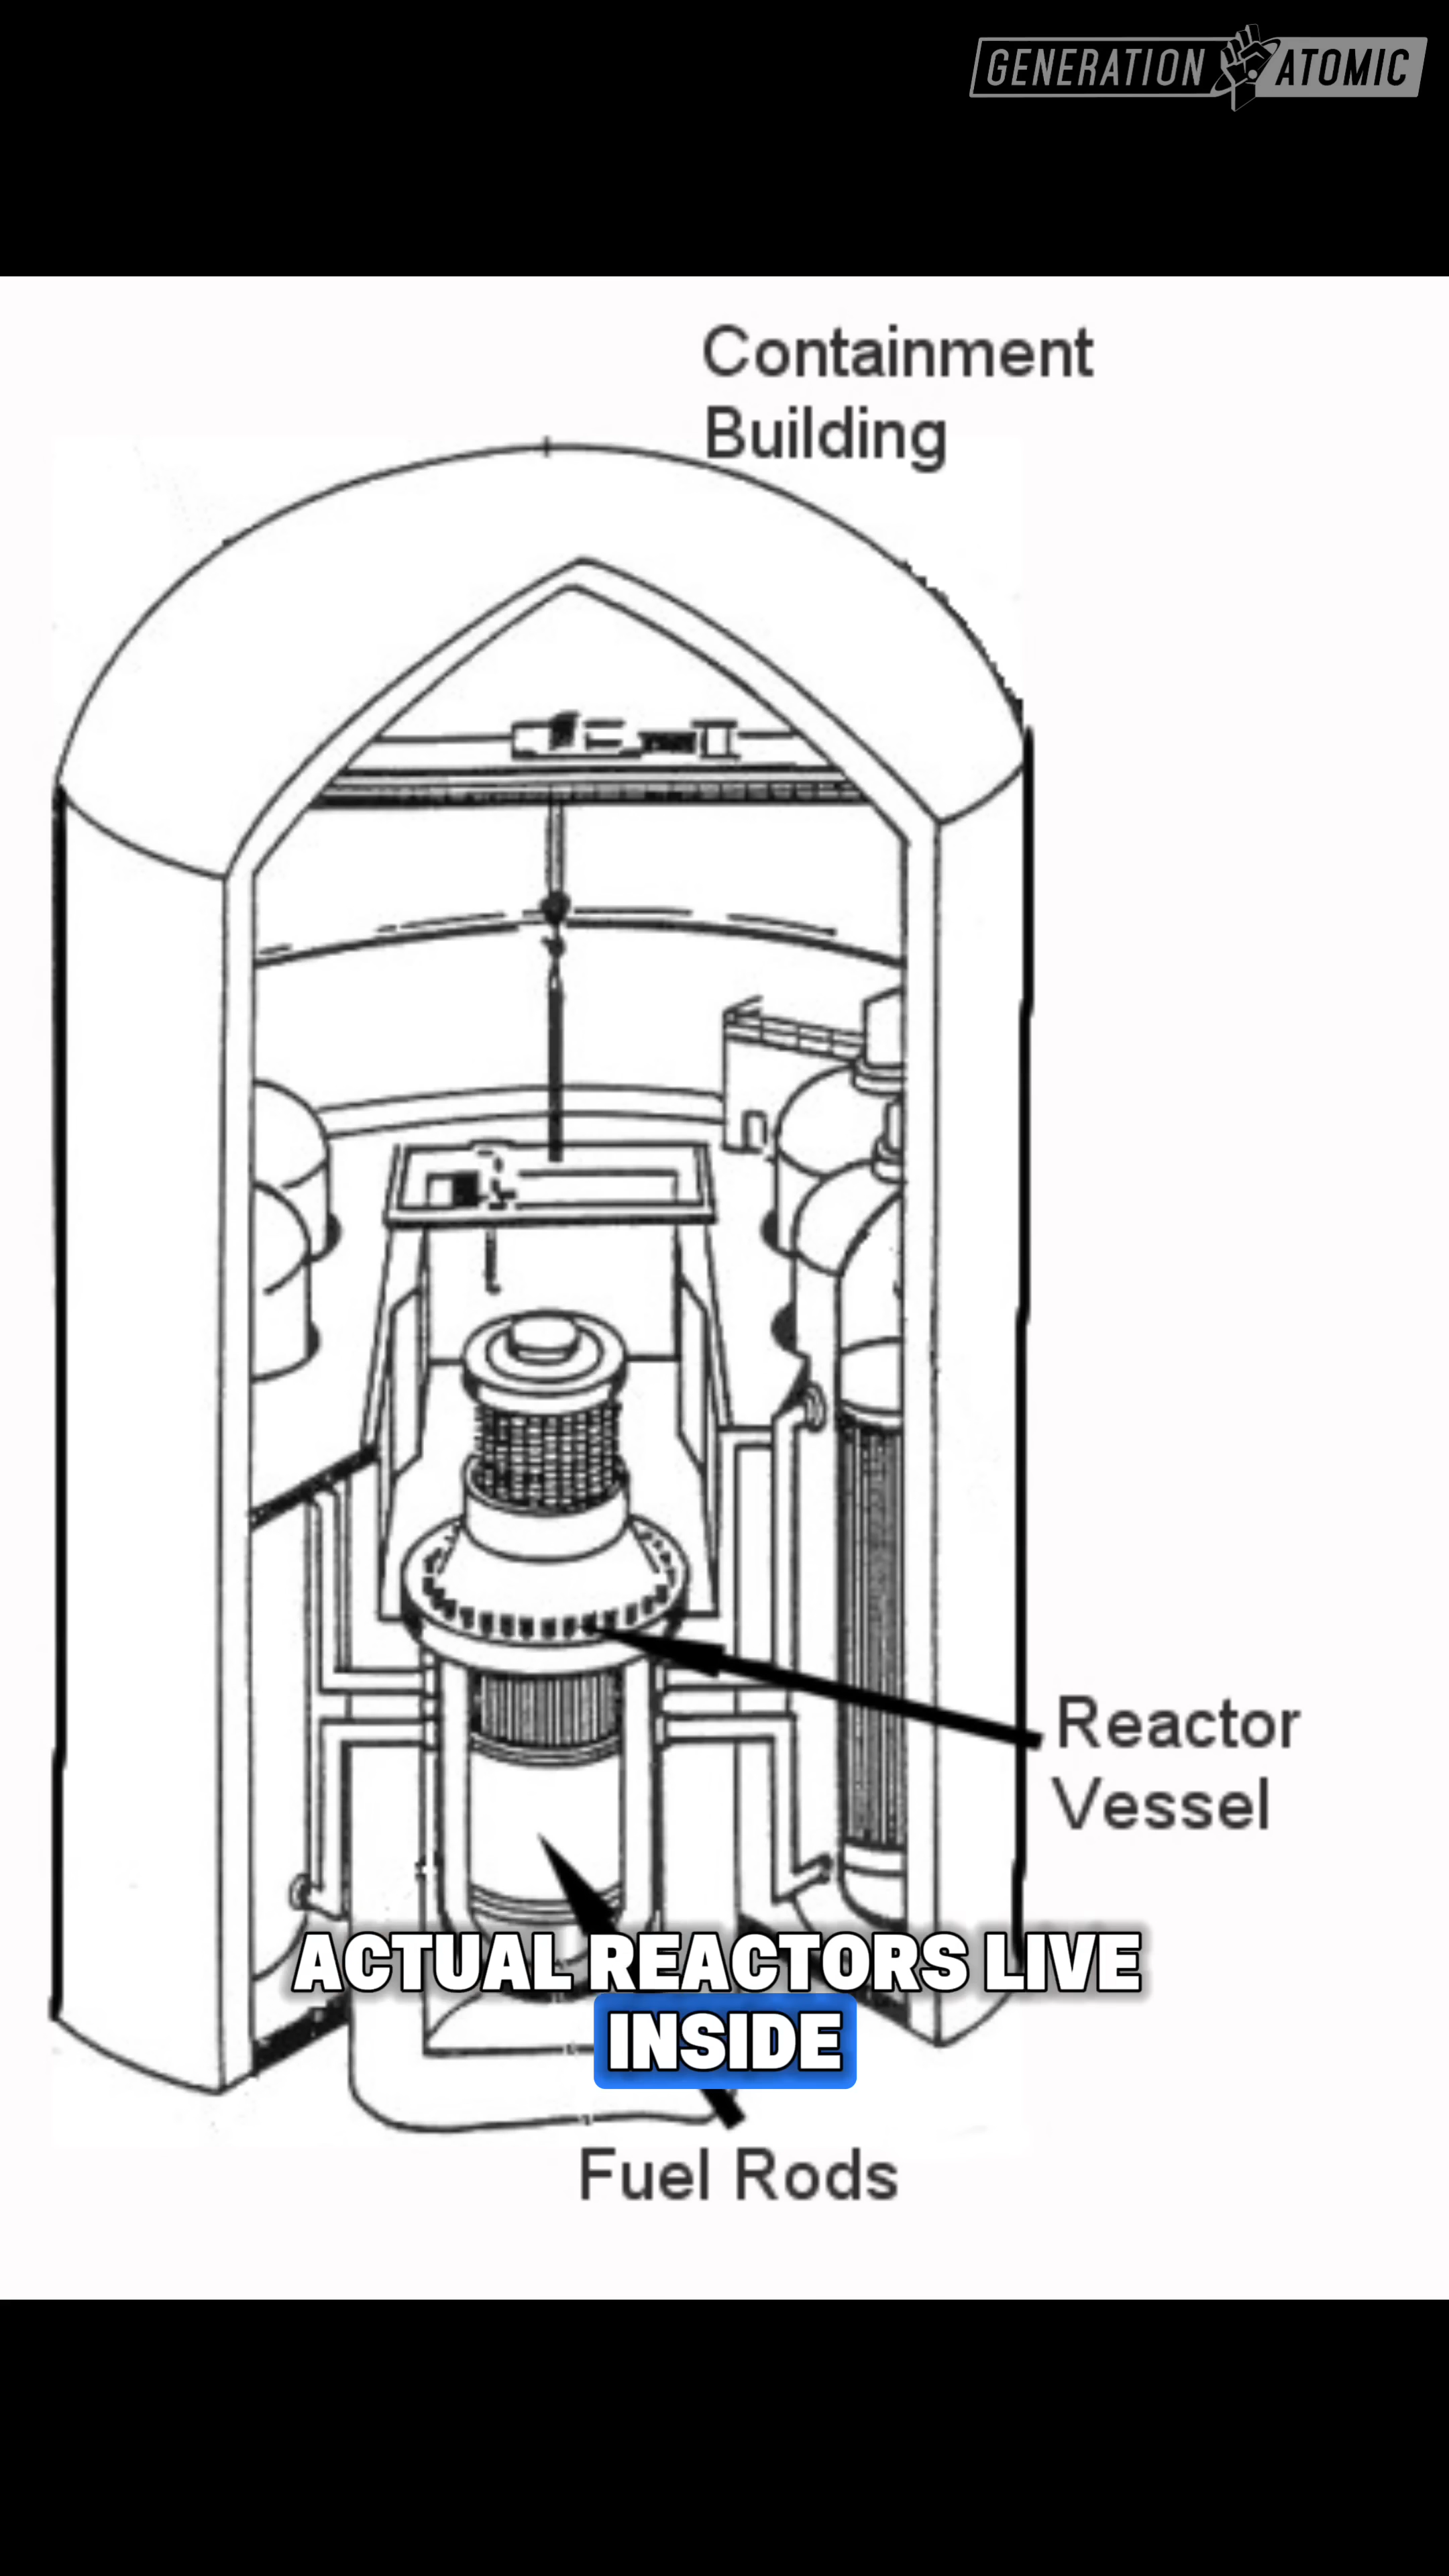 GENERATION ATOMIC
Containment
Building
Reactor
Vessel
ACTUAL REACTORS LIVE
INSIDE
Fuel Rods